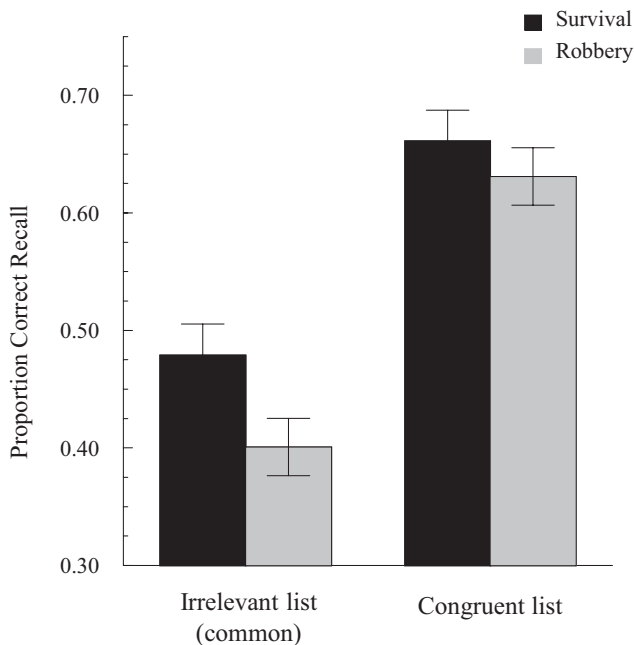 Survival
Robbery
Proportion Correct Recall
0.70
0.60
0.50
0.40
0.30
Irrelevant list
(common)
Congruent list